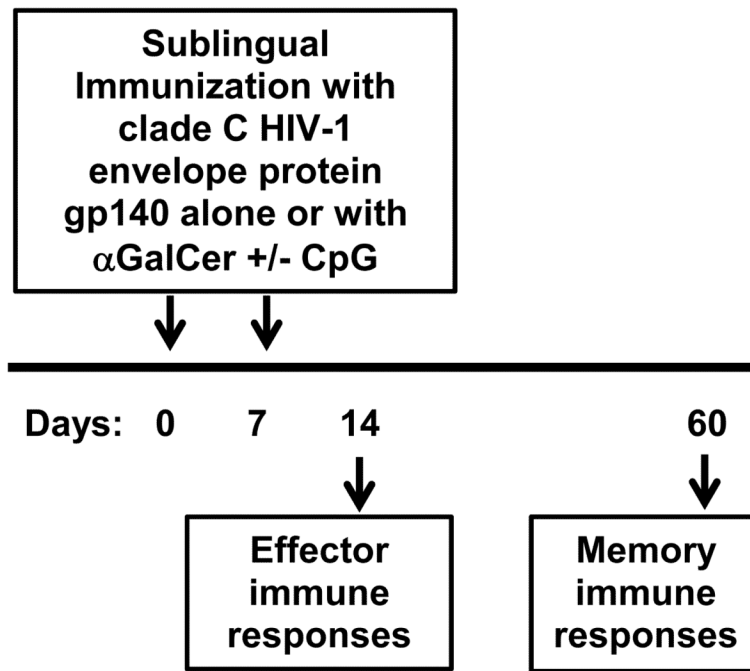 Sublingual
Immunization with
clade C HIV-1
envelope protein
gp140 alone or with
αGalCer +/- CpG
Days: 0 7 14 60
Effector
immune
responses
Memory
immune
responses